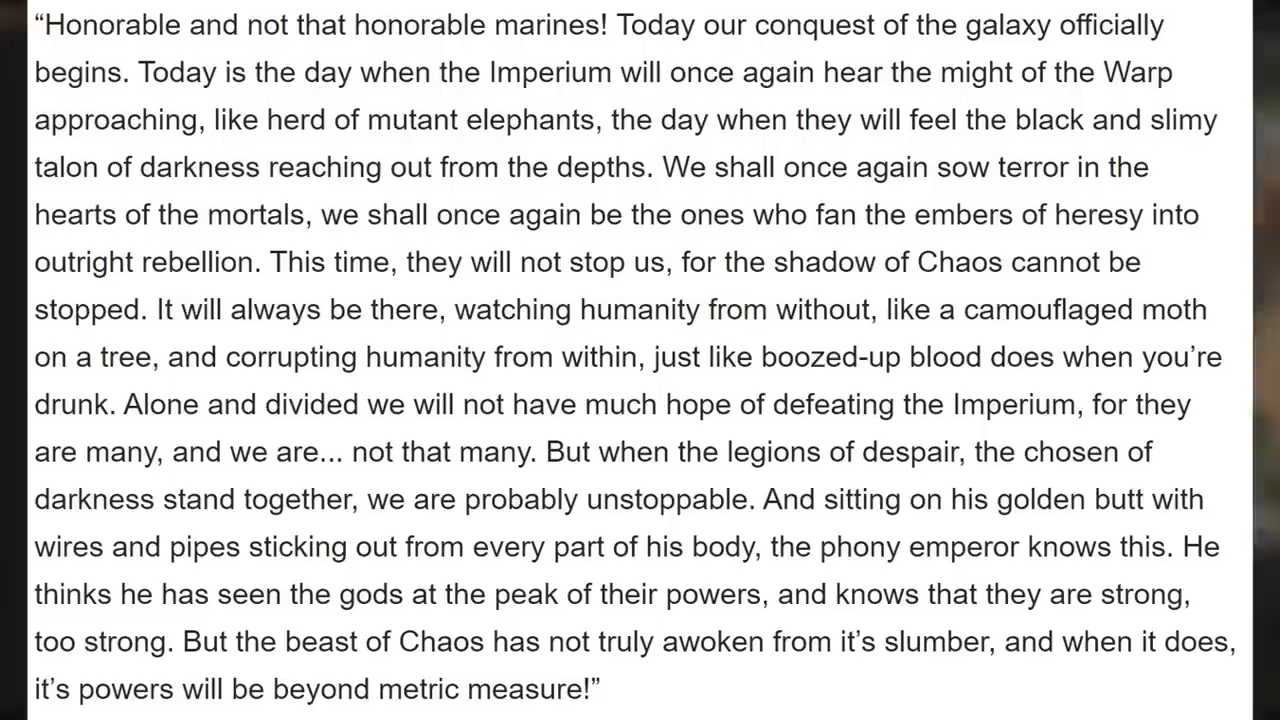 “Honorable and not that honorable marines! Today our conquest of the galaxy officially
begins. Today is the day when the Imperium will once again hear the might of the Warp
approaching, like herd of mutant elephants, the day when they will feel the black and slimy
talon of darkness reaching out from the depths. We shall once again sow terror in the
hearts of the mortals, we shall once again be the ones who fan the embers of heresy into
outright rebellion. This time, they will not stop us, for the shadow of Chaos cannot be
stopped. It will always be there, watching humanity from without, like a camouflaged moth
on a tree, and corrupting humanity from within, just like boozed-up blood does when you’re
drunk. Alone and divided we will not have much hope of defeating the Imperium, for they
are many, and we are... not that many. But when the legions of despair, the chosen of
darkness stand together, we are probably unstoppable. And sitting on his golden butt with
wires and pipes sticking out from every part of his body, the phony emperor knows this. He
thinks he has seen the gods at the peak of their powers, and knows that they are strong,
too strong. But the beast of Chaos has not truly awoken from it’s slumber, and when it does,
it’s powers will be beyond metric measure!”